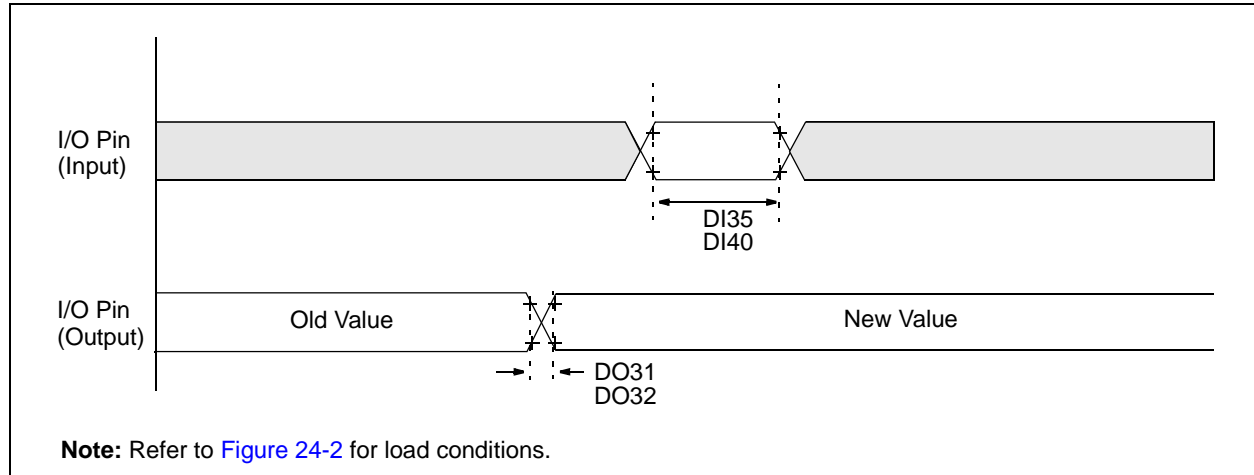 I/O Pin
(Input)
DI35
DI40
I/O Pin
(Output)
Old Value
New Value
DO31
DO32
Note: Refer to Figure 24-2 for load conditions.